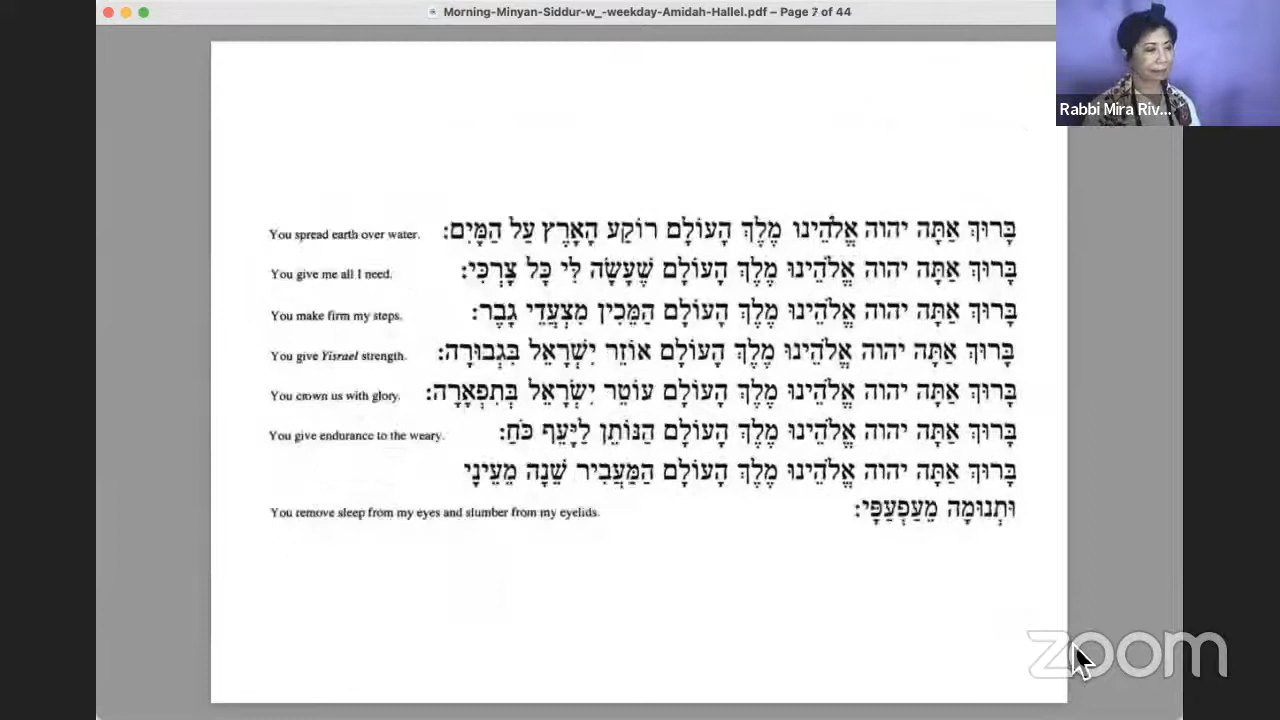 Morning-Minyan-Siddur-w_-weekday-Amidah-Hallel.pdf – Page 7 of 44
Rabbi Mira Riv...
בָּרוּךְ אַתָּה יהוה אֱלֹהֵינוּ מֶלֶךְ הָעוֹלָם רוֹקַע הָאָרֶץ עַל הַמָּיִם: You spread earth over water.
בָּרוּךְ אַתָּה יהוה אֱלֹהֵינוּ מֶלֶךְ הָעוֹלָם שֶׁעָשָׂה לִּי כָּל צָרְכִּי: You give me all I need.
בָּרוּךְ אַתָּה יהוה אֱלֹהֵינוּ מֶלֶךְ הָעוֹלָם הַמֵּכִין מִצְעֲדֵי גָבֶר: You make firm my steps.
בָּרוּךְ אַתָּה יהוה אֱלֹהֵינוּ מֶלֶךְ הָעוֹלָם אוֹזֵר יִשְׂרָאֵל בִּגְבוּרָה: You give Yisrael strength.
בָּרוּךְ אַתָּה יהוה אֱלֹהֵינוּ מֶלֶךְ הָעוֹלָם עוֹטֵר יִשְׂרָאֵל בְּתִפְאָרָה: You crown us with glory.
בָּרוּךְ אַתָּה יהוה אֱלֹהֵינוּ מֶלֶךְ הָעוֹלָם הַנּוֹתֵן לַיָּעֵף כֹּחַ: You give endurance to the weary.
בָּרוּךְ אַתָּה יהוה אֱלֹהֵינוּ מֶלֶךְ הָעוֹלָם הַמַּעֲבִיר שֵׁנָה מֵעֵינָי
וּתְנוּמָה מֵעַפְעַפָּי: You remove sleep from my eyes and slumber from my eyelids.
zoom